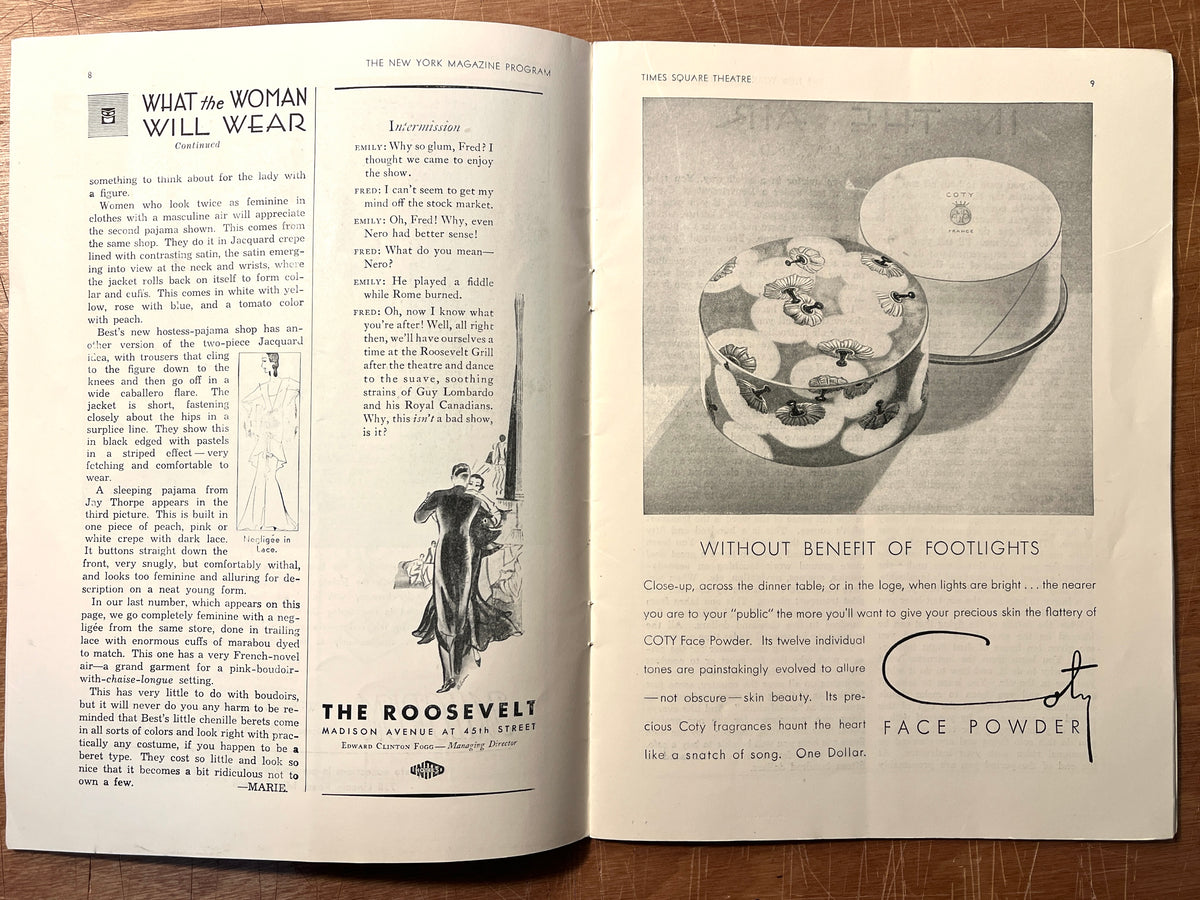 8
THE NEW YORK MAGAZINE PROGRAM
WHAT the WOMAN
WILL WEAR
Continued
something to think about for the lady with
a figure.
Women who look twice as feminine in
clothes with a masculine air will appreciate
the second pajama shown. This comes from
the same shop. They do it in Jacquard crepe
lined with contrasting satin, the satin emerg-
ing into view at the neck and wrists, where
the jacket rolls back on itself to form col-
lar and cuffs. This comes in white with yel-
low, rose with blue, and a tomato color
with peach.
Best's new hostess-pajama shop has an-
other version of the two-piece Jacquard
idea, with trousers that cling
to the figure down to the
knees and then go off in a
wide caballero flare. The
jacket is short, fastening
closely about the hips in a
surplice line. They show this
in black edged with pastels
in a striped effect—very
fetching and comfortable to
wear.
A sleeping pajama from
Jay Thorpe appears in the
third picture. This is built in
one piece of peach, pink or
white crepe with dark lace.
It buttons straight down the
front, very snugly, but comfortably withal,
and looks too feminine and alluring for de-
scription on a neat young form.
Negligée in
Lace.
In our last number, which appears on this
page, we go completely feminine with a neg-
ligée from the same store, done in trailing
lace with enormous cuffs of marabou dyed
to match. This one has a very French-novel
air—a grand garment for a pink-boudoir-
with-chaise-longue setting.
This has very little to do with boudoirs,
but it will never do you any harm to be re-
minded that Best's little chenille berets come
in all sorts of colors and look right with prac-
tically any costume, if you happen to be a
beret type. They cost so little and look so
nice that it becomes a bit ridiculous not to
own a few.
—MARIE.
Intermission
EMILY: Why so glum, Fred? I
thought we came to enjoy
the show.
FRED: I can't seem to get my
mind off the stock market.
EMILY: Oh, Fred! Why, even
Nero had better sense!
FRED: What do you mean—
Nero?
EMILY: He played a fiddle
while Rome burned.
FRED: Oh, now I know what
you're after! Well, all right
then, we'll have ourselves a
time at the Roosevelt Grill
after the theatre and dance
to the suave, soothing
strains of Guy Lombardo
and his Royal Canadians.
Why, this isn't a bad show,
is it?
THE ROOSEVELT
MADISON AVENUE AT 45th STREET
EDWARD CLINTON FOGG—Managing Director
UNITED
TIMES SQUARE THEATRE
9
COTY
FRANCE
WITHOUT BENEFIT OF FOOTLIGHTS
Close-up, across the dinner table; or in the loge, when lights are bright . . . the nearer
you are to your "public" the more you'll want to give your precious skin the flattery of
COTY Face Powder. Its twelve individual
tones are painstakingly evolved to allure
—not obscure—skin beauty. Its pre-
cious Coty fragrances haunt the heart
like a snatch of song. One Dollar.
Coty
FACE POWDER